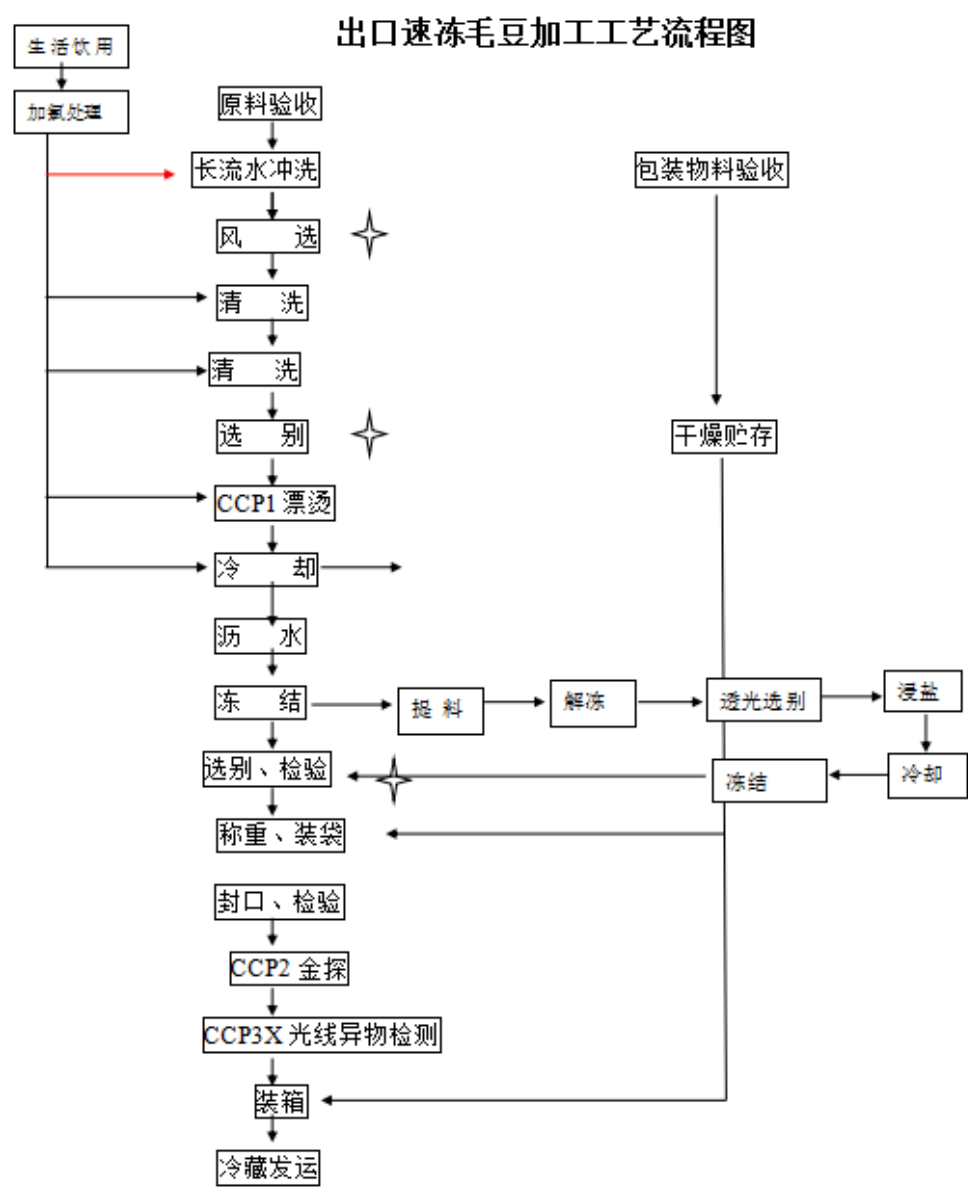 出口速冻毛豆加工工艺流程图
生活饮用
加氯处理
原料验收
长流水冲洗
包装物料验收
风 选
清 洗
清 洗
选 别
干燥贮存
CCP1 漂烫
冷 却
沥 水
冻 结
提 料
解冻
透光选别
浸盐
选别、检验
冻结
冷却
称重、装袋
封口、检验
CCP2 金探
CCP3X 光线异物检测
装箱
冷藏发运